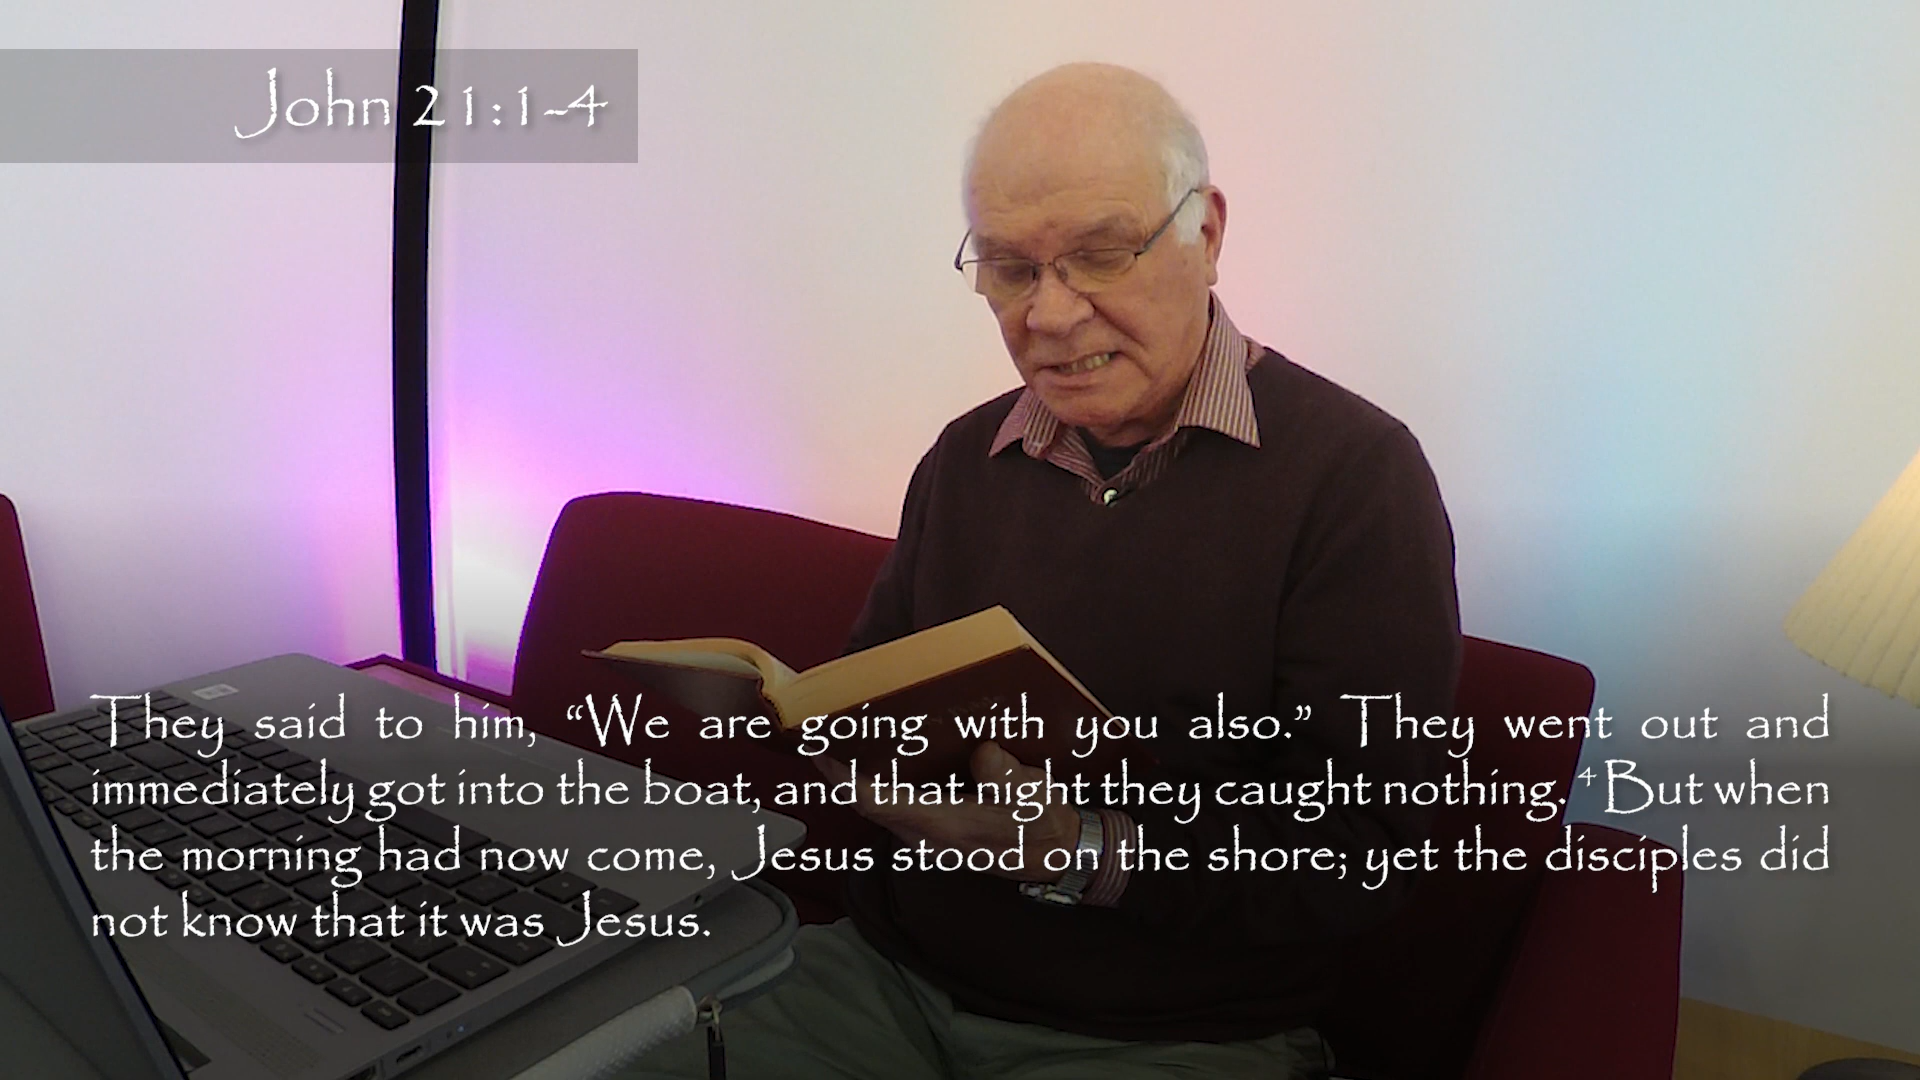 John 21:1-4
They said to him, “We are going with you also.” They went out and
immediately got into the boat, and that night they caught nothing. ⁴ But when
the morning had now come, Jesus stood on the shore; yet the disciples did
not know that it was Jesus.